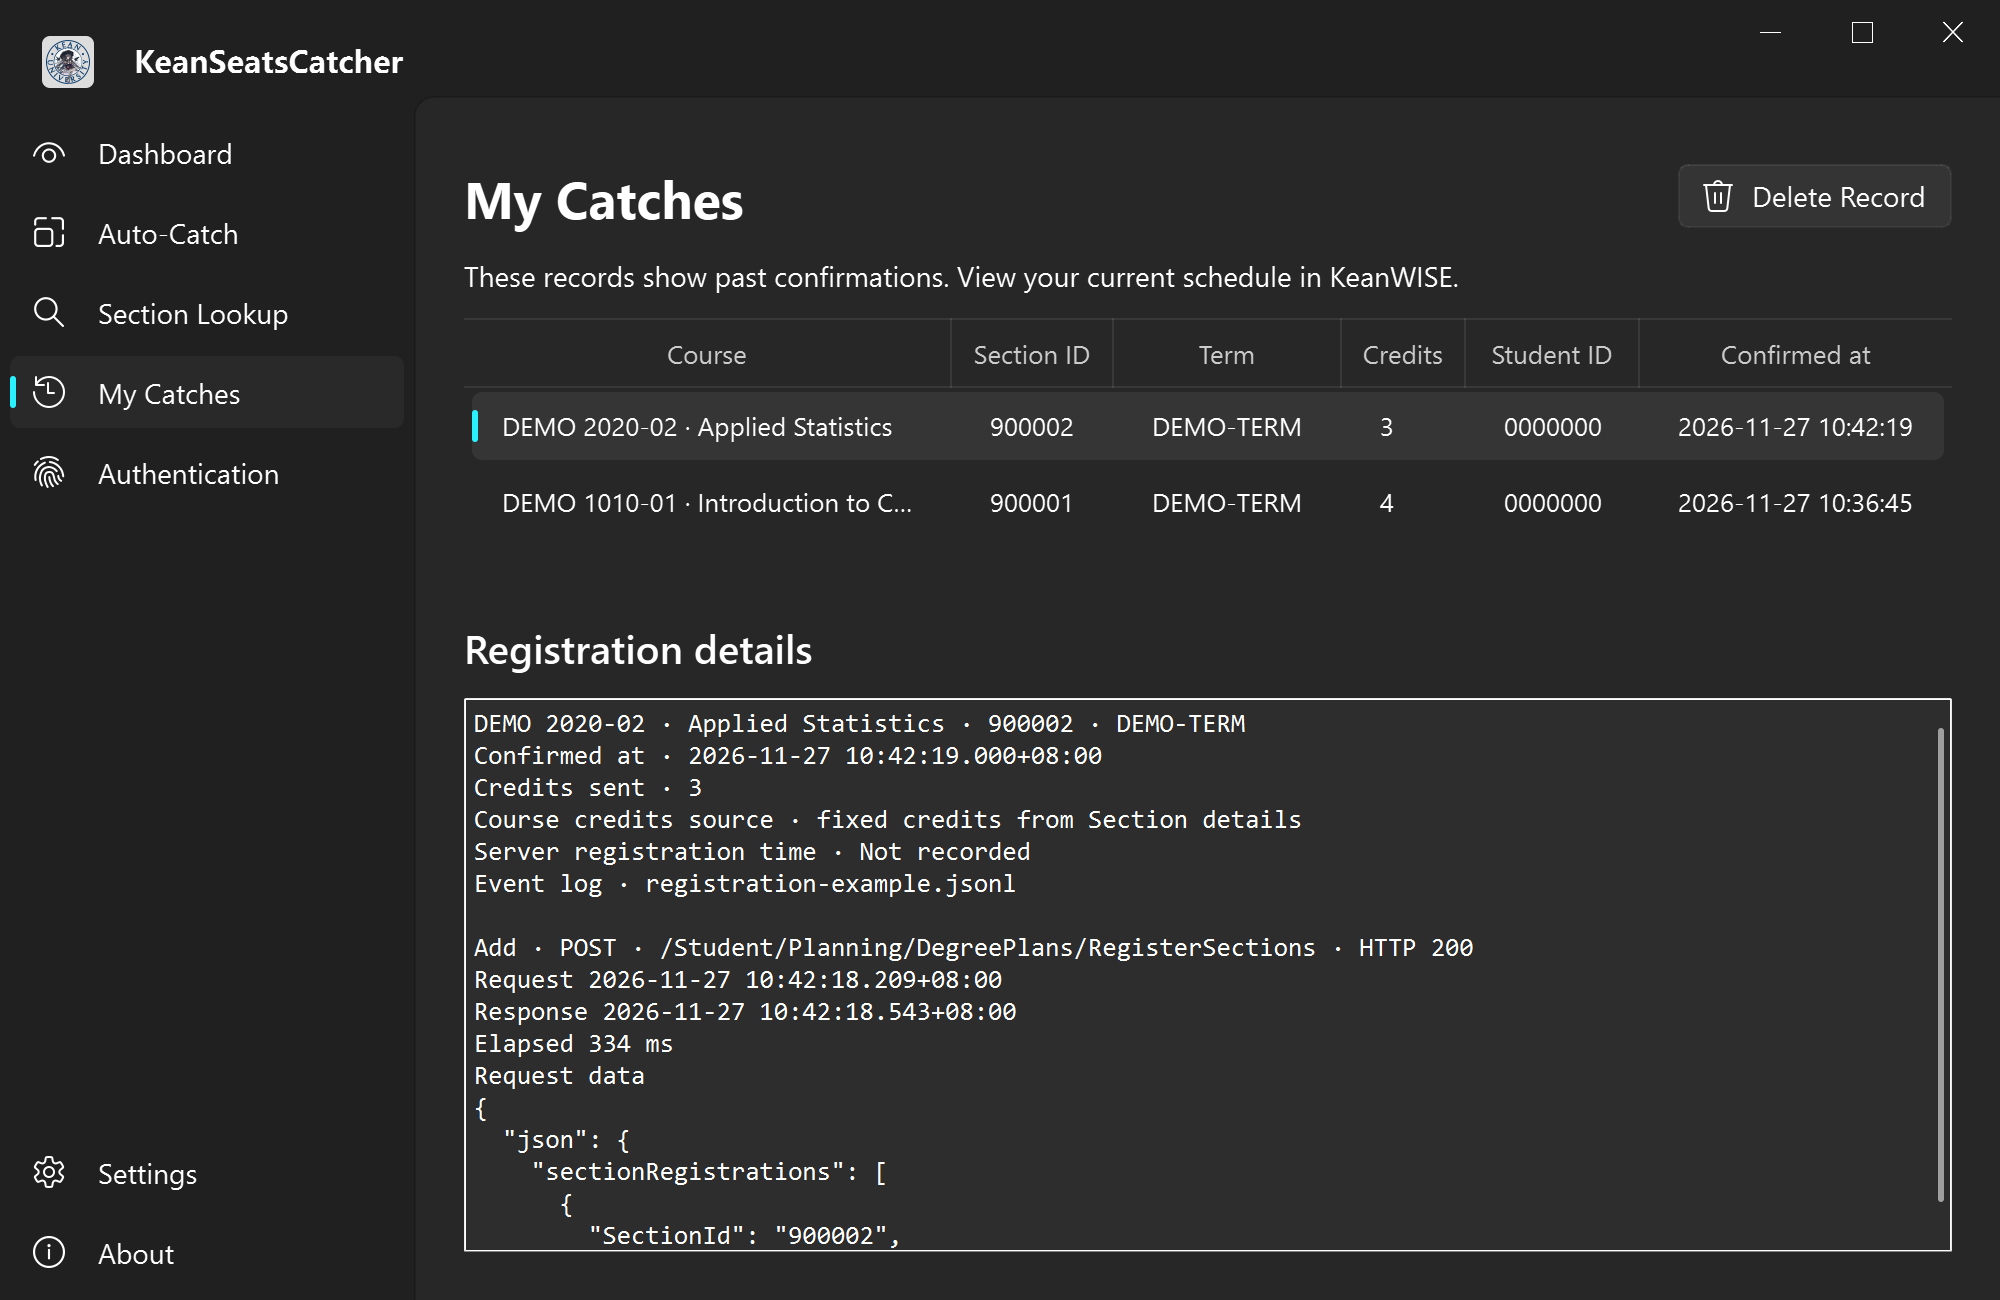 KeanSeatsCatcher
Dashboard
Auto-Catch
Section Lookup
My Catches
Authentication
Settings
About
My Catches
Delete Record
These records show past confirmations. View your current schedule in KeanWISE.
Course Section ID Term Credits Student ID Confirmed at
DEMO 2020-02 · Applied Statistics 900002 DEMO-TERM 3 0000000 2026-11-27 10:42:19
DEMO 1010-01 · Introduction to C... 900001 DEMO-TERM 4 0000000 2026-11-27 10:36:45
Registration details
DEMO 2020-02 · Applied Statistics · 900002 · DEMO-TERM
Confirmed at · 2026-11-27 10:42:19.000+08:00
Credits sent · 3
Course credits source · fixed credits from Section details
Server registration time · Not recorded
Event log · registration-example.jsonl
Add · POST · /Student/Planning/DegreePlans/RegisterSections · HTTP 200
Request 2026-11-27 10:42:18.209+08:00
Response 2026-11-27 10:42:18.543+08:00
Elapsed 334 ms
Request data
{
"json": {
"sectionRegistrations": [
{
"SectionId": "900002",